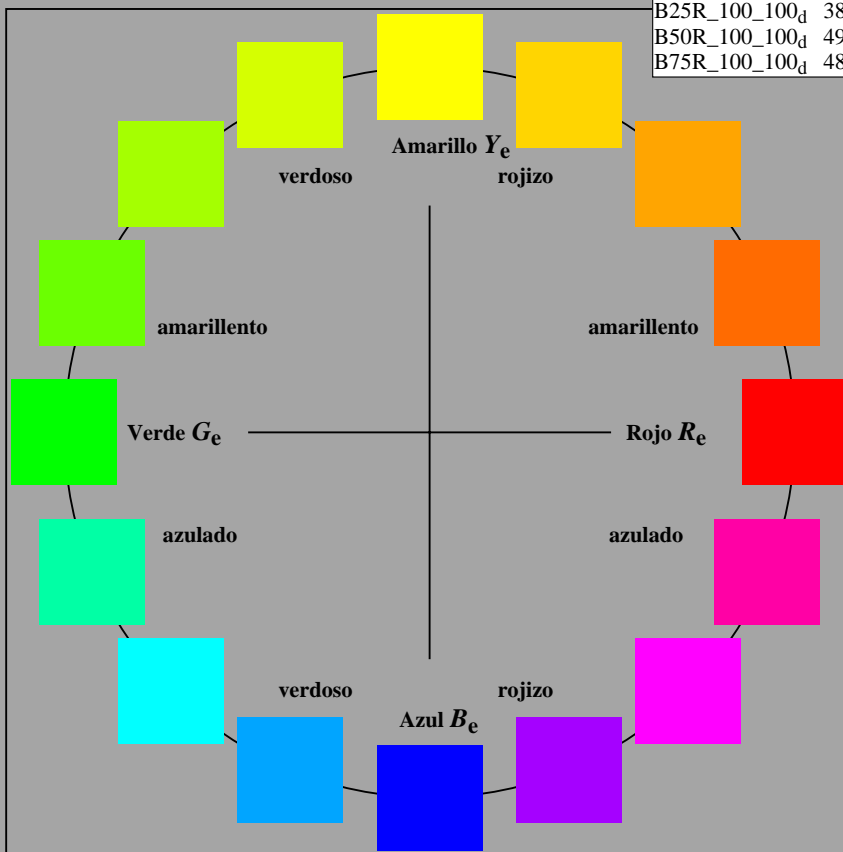 B25R_100_100d 38
B50R_100_100d 49
B75R_100_100d 48
Amarillo Ye
verdoso rojizo
amarillento amarillento
Verde Ge Rojo Re
azulado azulado
verdoso rojizo
Azul Be